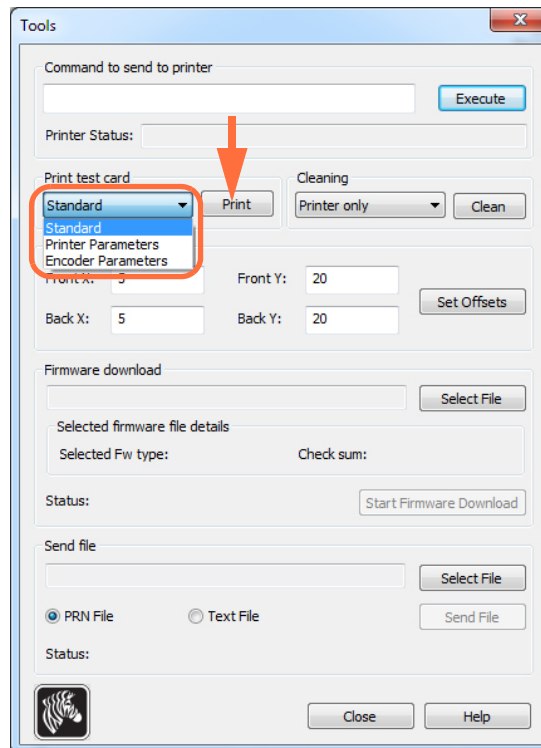 Tools
Command to send to printer
Execute
Printer Status:
Print test card
Cleaning
Standard
Print
Printer only
Clean
Standard
Printer Parameters
Encoder Parameters
Front X: 5 Front Y: 20
Set Offsets
Back X: 5 Back Y: 20
Firmware download
Select File
Selected firmware file details
Selected Fw type: Check sum:
Status:
Start Firmware Download
Send file
Select File
PRN File Text File
Send File
Status:
Close Help